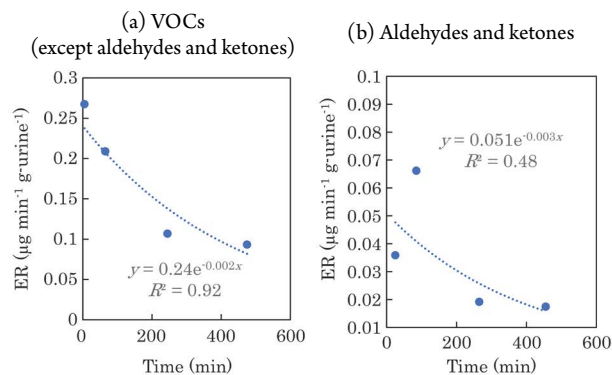 (a) VOCs
(except aldehydes and ketones)
0.3
0.25
0.2
0.15
0.1
0.05
0
ER (µg min⁻¹ g-urine⁻¹)
y = 0.24e⁻⁰·⁰⁰²ˣ
R² = 0.92
0 200 400 600
Time (min)
(b) Aldehydes and ketones
0.1
0.09
0.08
0.07
0.06
0.05
0.04
0.03
0.02
0.01
ER (µg min⁻¹ g-urine⁻¹)
y = 0.051e⁻⁰·⁰⁰³ˣ
R² = 0.48
0 200 400 600
Time (min)